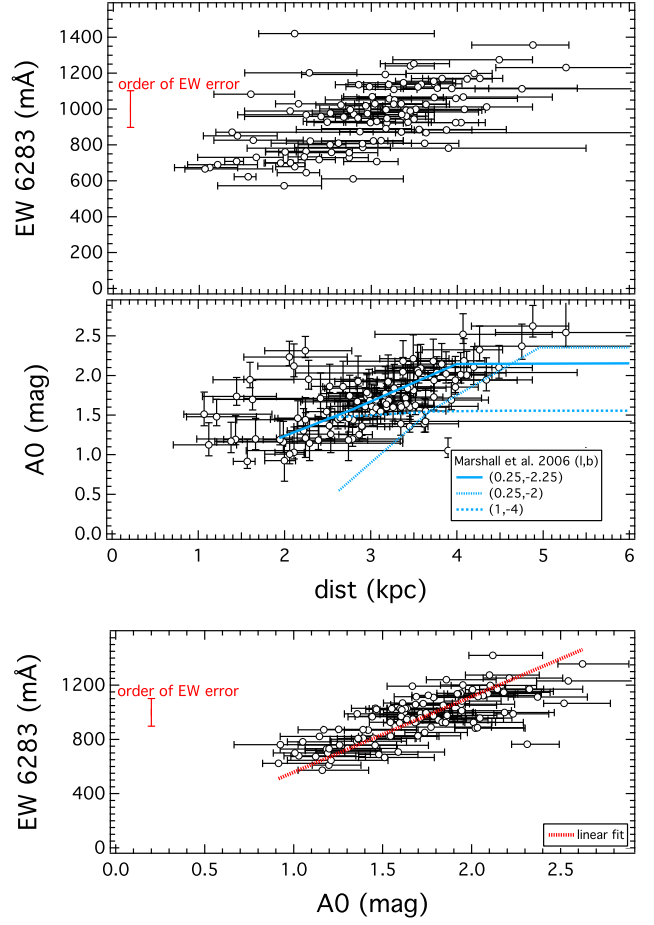 1400
1200
1000
800
600
400
200
0
EW 6283 (mÅ)
order of EW error
2.5
2.0
1.5
1.0
0.5
0.0
A0 (mag)
Marshall et al. 2006 (l,b)
(0.25,-2.25)
(0.25,-2)
(1,-4)
0 1 2 3 4 5 6
dist (kpc)
1200
800
400
0
EW 6283 (mÅ)
order of EW error
linear fit
0.0 0.5 1.0 1.5 2.0 2.5
A0 (mag)